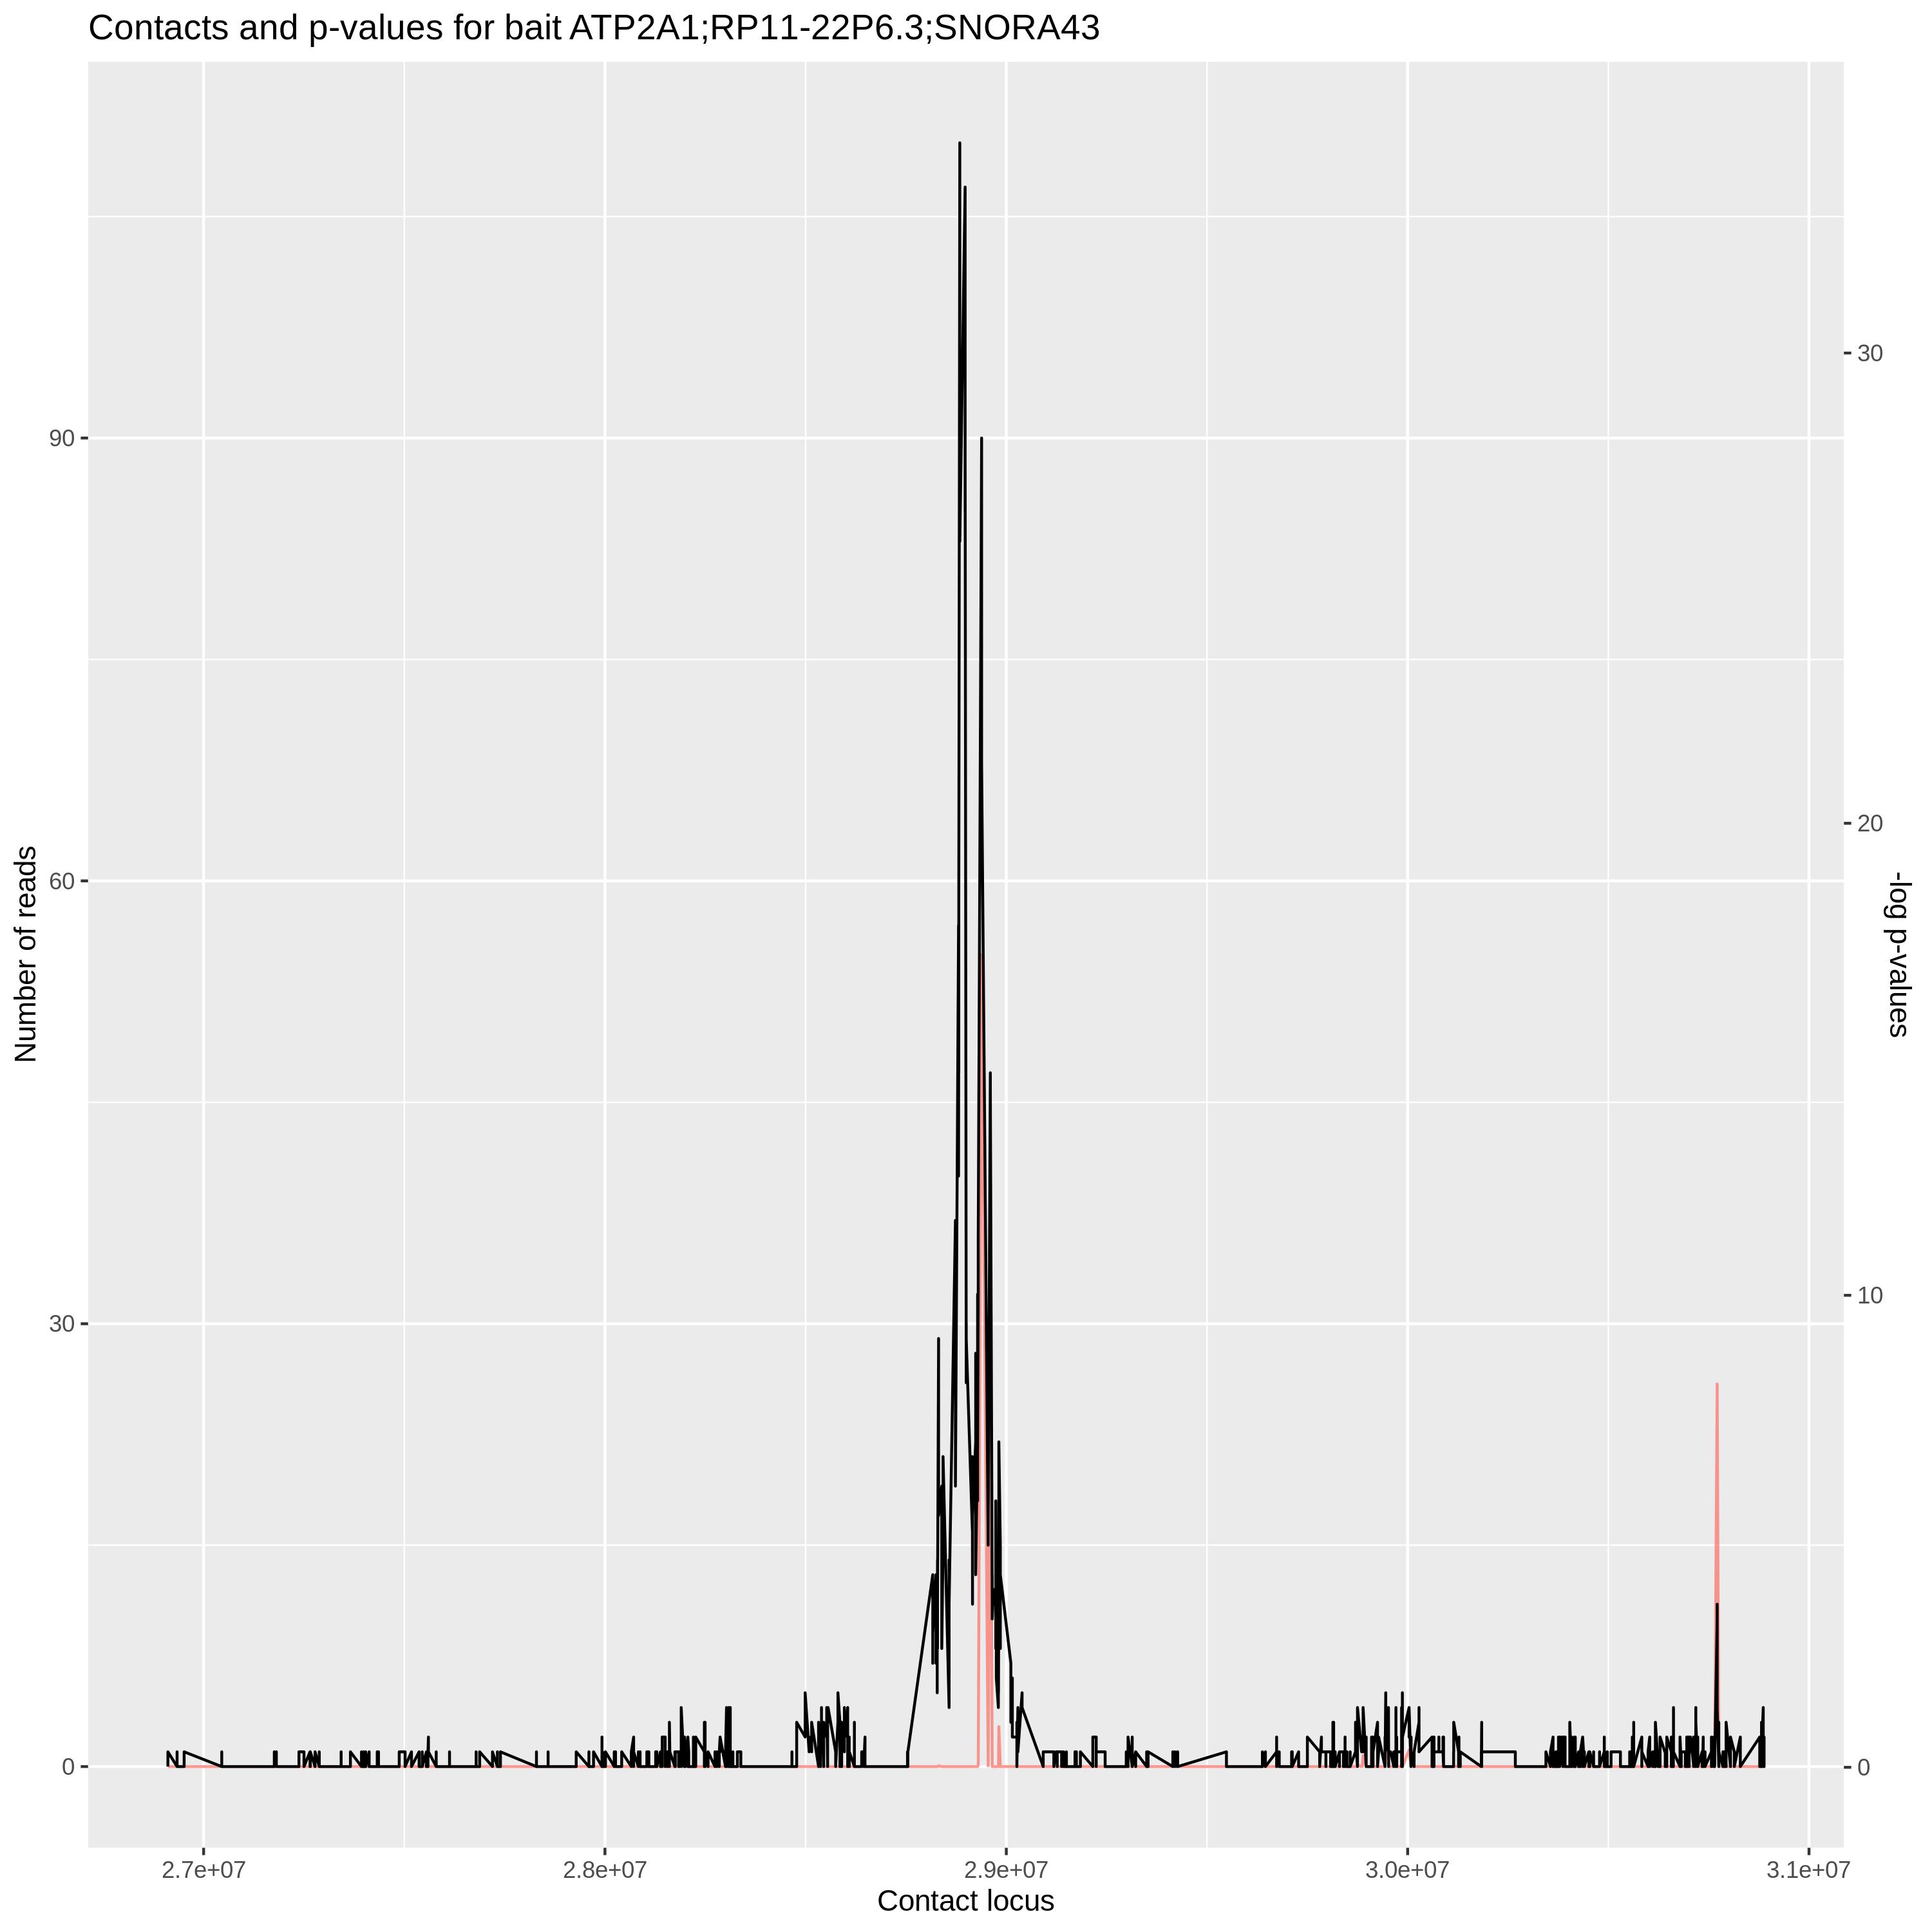 Contacts and p-values for bait ATP2A1;RP11-22P6.3;SNORA43
90
60
30
0
Number of reads
30
20
10
0
-log p-values
2.7e+07 2.8e+07 2.9e+07 3.0e+07 3.1e+07
Contact locus